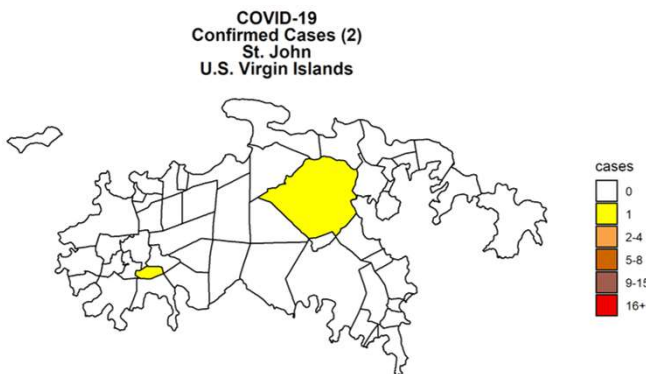 COVID-19
Confirmed Cases (2)
St. John
U.S. Virgin Islands
cases
0
1
2-4
5-8
9-15
16+